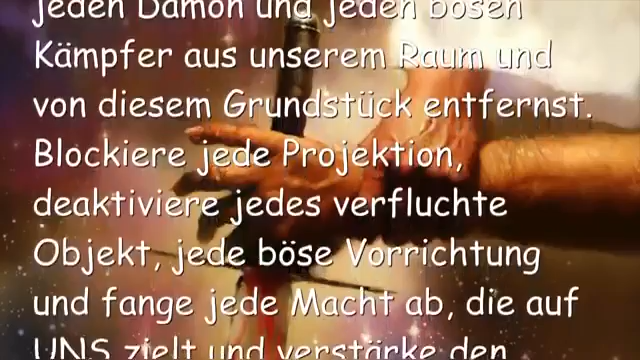 jeden Dämon und jeden bösen
Kämpfer aus unserem Raum und
von diesem Grundstück entfernst.
Blockiere jede Projektion,
deaktiviere jedes verfluchte
Objekt, jede böse Vorrichtung
und fange jede Macht ab, die auf
UNS zielt und verstärke den